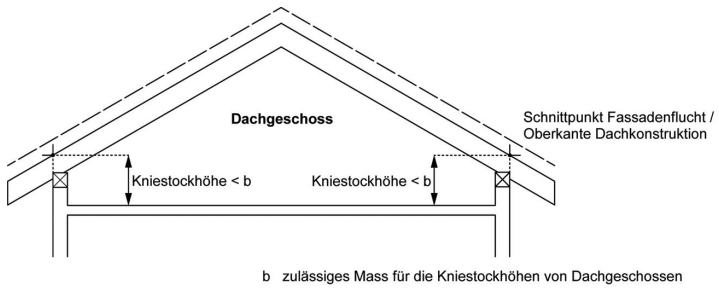 Dachgeschoss
Schnittpunkt Fassadenflucht /
Oberkante Dachkonstruktion
Kniestockhöhe < b
Kniestockhöhe < b
b zulässiges Mass für die Kniestockhöhen von Dachgeschossen